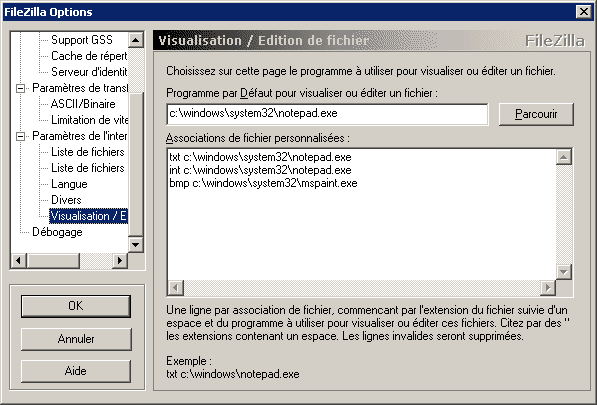 FileZilla Options
Support GSS
Cache de répert
Serveur d'identit
Paramètres de transf
ASCII/Binaire
Limitation de vite
Paramètres de l'inter
Liste de fichiers
Liste de fichiers
Langue
Divers
Visualisation / E
Débogage
OK
Annuler
Aide
Visualisation / Edition de fichier
FileZilla
Choisissez sur cette page le programme à utiliser pour visualiser ou éditer un fichier.
Programme par Défaut pour visualiser ou éditer un fichier :
c:\windows\system32\notepad.exe
Parcourir
Associations de fichier personnalisées :
txt c:\windows\system32\notepad.exe
int c:\windows\system32\notepad.exe
bmp c:\windows\system32\mspaint.exe
Une ligne par association de fichier, commencant par l'extension du fichier suivie d'un
espace et du programme à utiliser pour visualiser ou éditer ces fichiers. Citez par des "
les extensions contenant un espace. Les lignes invalides seront supprimées.
Exemple :
txt c:\windows\notepad.exe